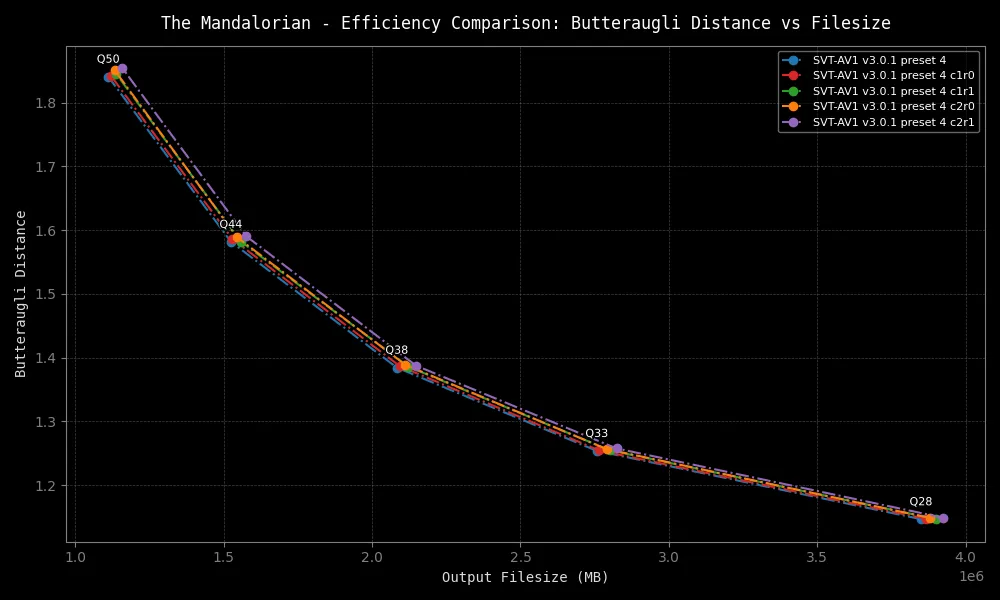 The Mandalorian - Efficiency Comparison: Butteraugli Distance vs Filesize
SVT-AV1 v3.0.1 preset 4
SVT-AV1 v3.0.1 preset 4 c1r0
SVT-AV1 v3.0.1 preset 4 c1r1
SVT-AV1 v3.0.1 preset 4 c2r0
SVT-AV1 v3.0.1 preset 4 c2r1
Q50
Q44
Q38
Q33
Q28
Butteraugli Distance
1.8
1.7
1.6
1.5
1.4
1.3
1.2
1.0 1.5 2.0 2.5 3.0 3.5 4.0
1e6
Output Filesize (MB)